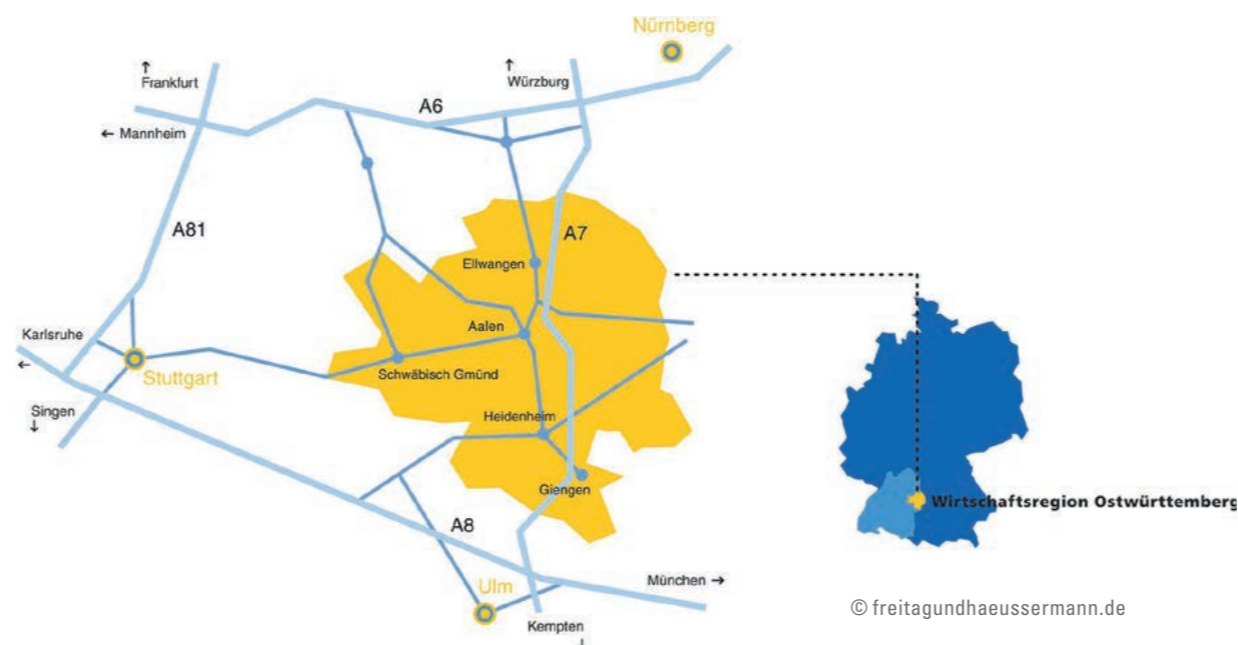 Nürnberg
↑
Frankfurt
↑
Würzburg
A6
← Mannheim
A81
A7
Ellwangen
Aalen
Karlsruhe
←
Stuttgart
Schwäbisch Gmünd
Singen
↓
Heidenheim
Giengen
Wirtschaftsregion Ostwürttemberg
A8
Ulm
München →
Kempten
↓
© freitagundhaeussermann.de